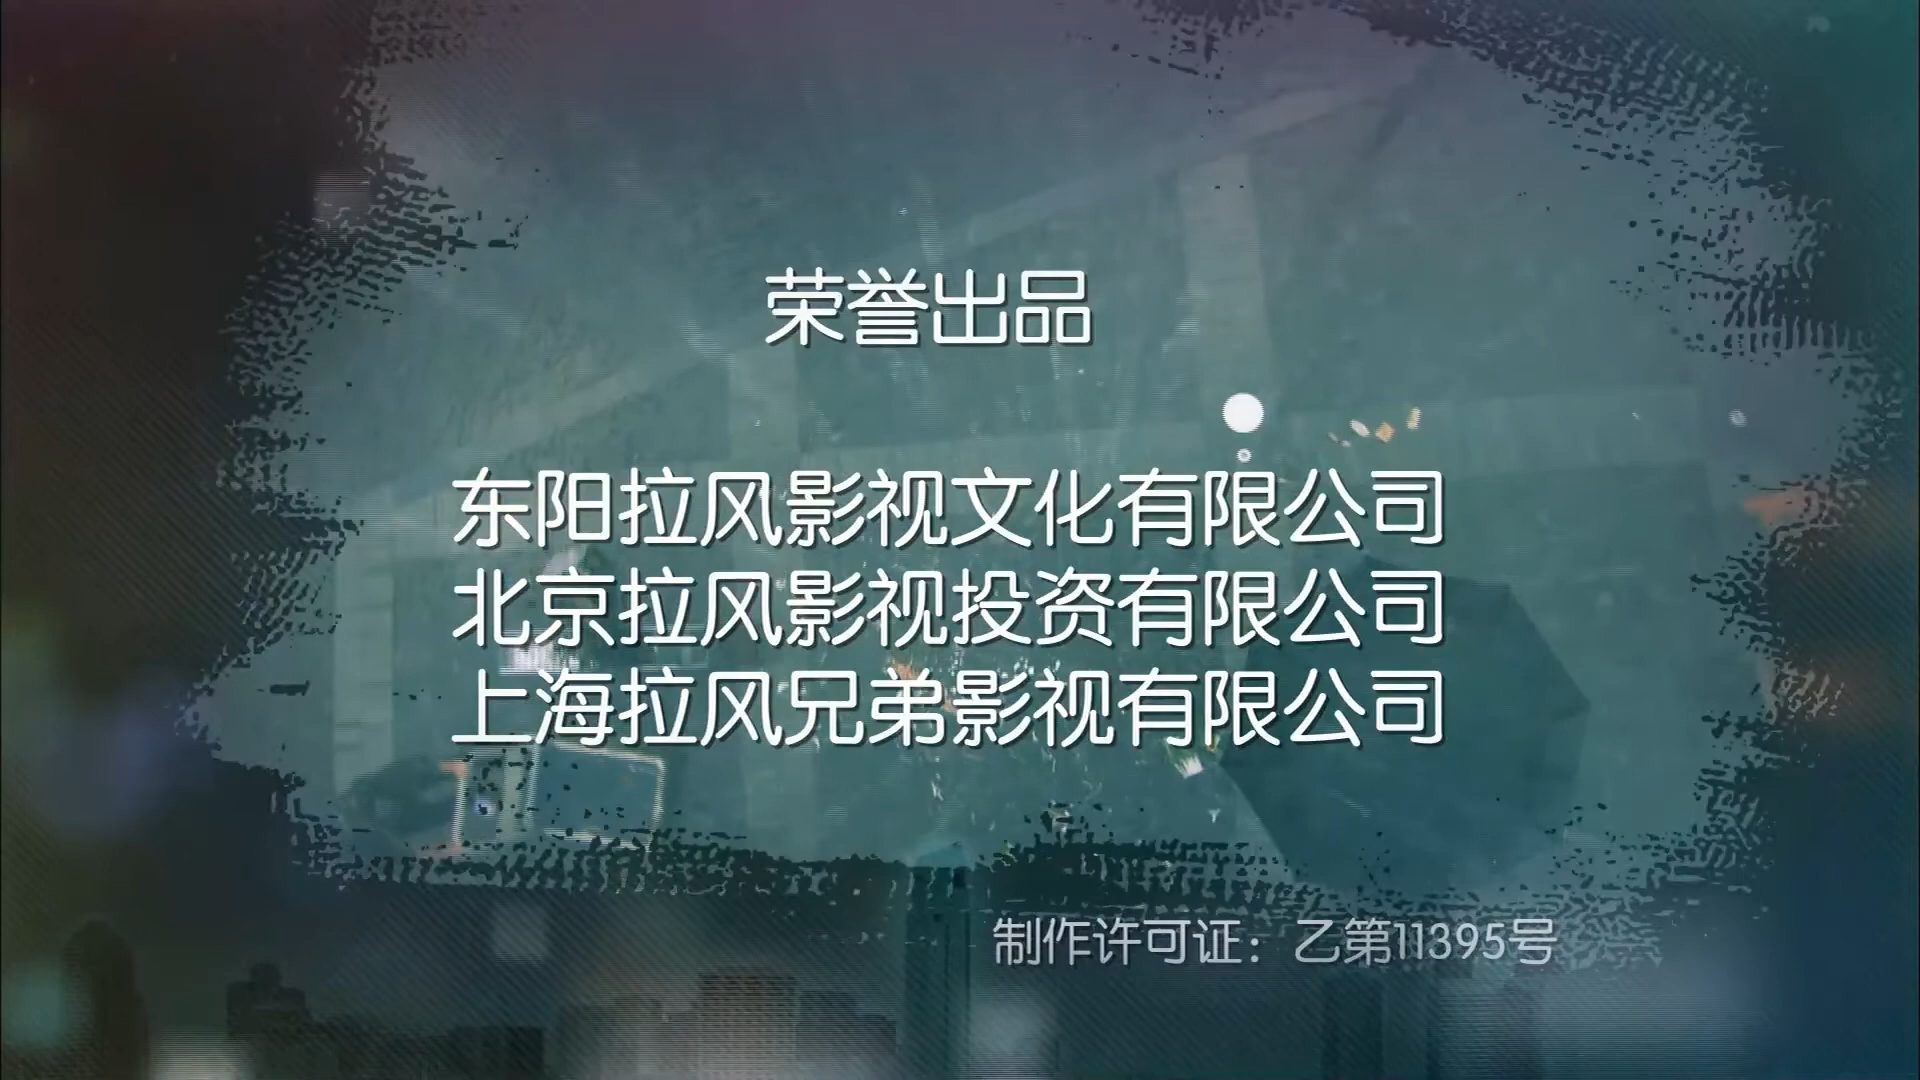 荣誉出品
东阳拉风影视文化有限公司
北京拉风影视投资有限公司
上海拉风兄弟影视有限公司
制作许可证：乙第11395号